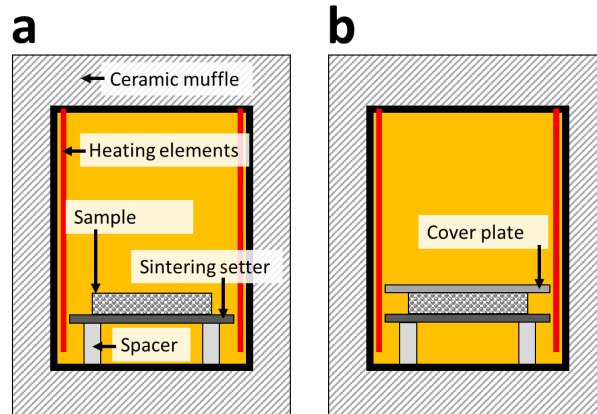 a
b
Ceramic muffle
Heating elements
Sample
Cover plate
Sintering setter
Spacer